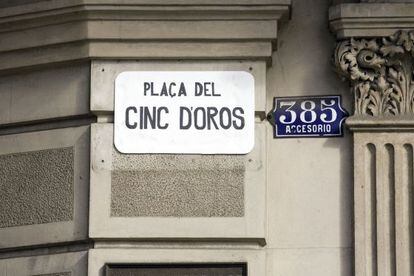 PLAÇA DEL
CINC D'OROS
385
ACCESORIO